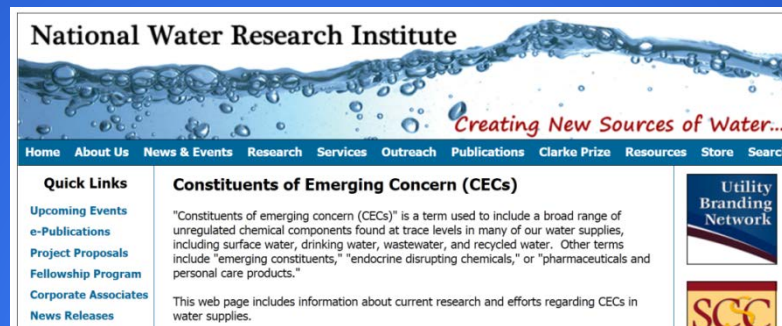 National Water Research Institute
Creating New Sources of Water...
Home About Us News & Events Research Services Outreach Publications Clarke Prize Resources Store
Quick Links
Upcoming Events
e-Publications
Project Proposals
Fellowship Program
Corporate Associates
News Releases
Constituents of Emerging Concern (CECs)
"Constituents of emerging concern (CECs)" is a term used to include a broad range of
unregulated chemical components found at trace levels in many of our water supplies,
including surface water, drinking water, wastewater, and recycled water. Other terms
include "emerging constituents," "endocrine disrupting chemicals," or "pharmaceuticals and
personal care products."
This web page includes information about current research and efforts regarding CECs in
water supplies.
Utility
Branding
Network